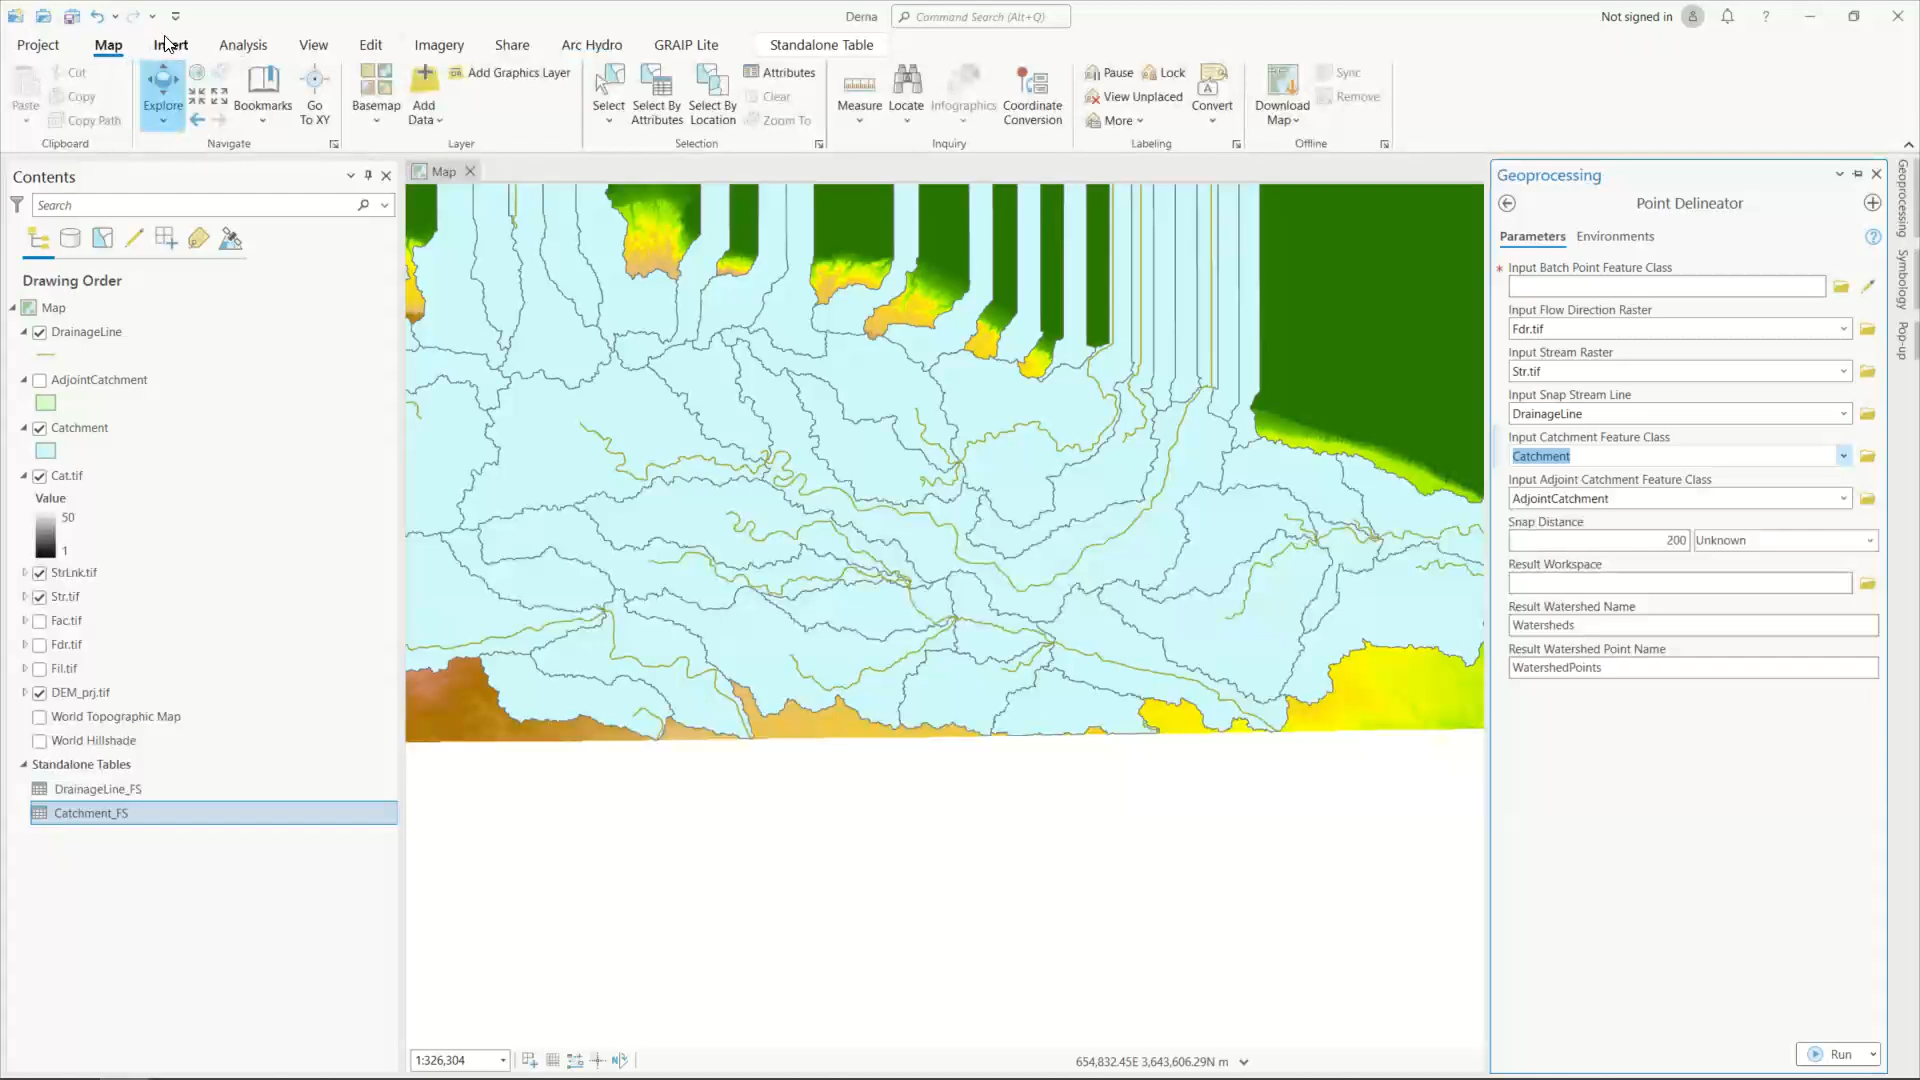 Derna
Command Search (Alt+Q)
Not signed in
Project
Map
Insert
Analysis
View
Edit
Imagery
Share
Arc Hydro
GRAIP Lite
Standalone Table
Paste
Cut
Copy
Copy Path
Clipboard
Explore
Bookmarks
Go
To XY
Navigate
Basemap
Add
Data
Add Graphics Layer
Layer
Select
Select By
Attributes
Select By
Location
Attributes
Clear
Zoom To
Selection
Measure
Locate
Infographics
Coordinate
Conversion
Inquiry
Pause
Lock
View Unplaced
More
Convert
Labeling
Download
Map
Sync
Remove
Offline
Contents
Search
Drawing Order
Map
DrainageLine
AdjointCatchment
Catchment
Cat.tif
Value
50
1
StrLnk.tif
Str.tif
Fac.tif
Fdr.tif
Fil.tif
DEM_prj.tif
World Topographic Map
World Hillshade
Standalone Tables
DrainageLine_FS
Catchment_FS
Map
1:326,304
654,832.45E 3,643,606.29N m
Geoprocessing
Point Delineator
Parameters
Environments
* Input Batch Point Feature Class
Input Flow Direction Raster
Fdr.tif
Input Stream Raster
Str.tif
Input Snap Stream Line
DrainageLine
Input Catchment Feature Class
Catchment
Input Adjoint Catchment Feature Class
AdjointCatchment
Snap Distance
200
Unknown
Result Workspace
Result Watershed Name
Watersheds
Result Watershed Point Name
WatershedPoints
Run
Geoprocessing
Symbology
Pop-up